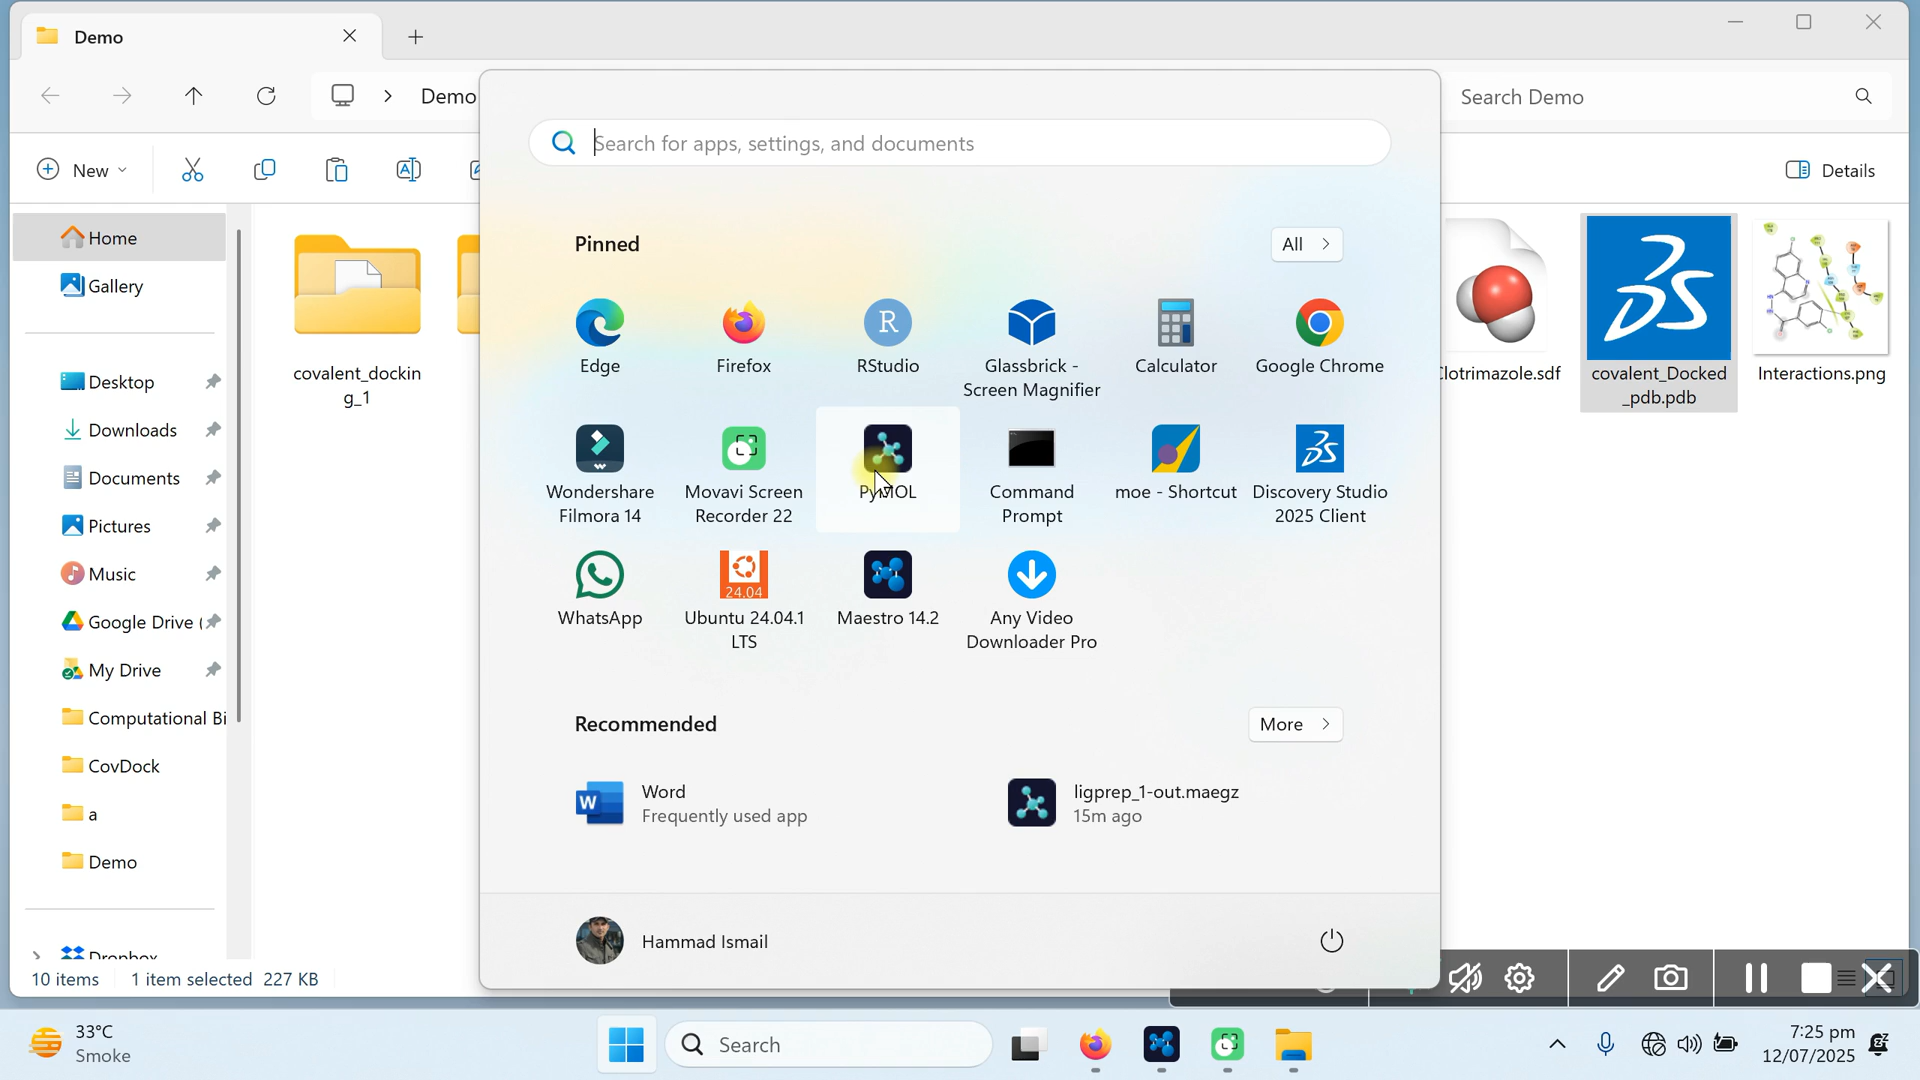 Demo
Demo
Search Demo
Search for apps, settings, and documents
New
Details
Home
Gallery
Desktop
Downloads
Documents
Pictures
Music
Google Drive (
My Drive
Computational Bi
CovDock
a
Demo
Dropbox
covalent_dockin
g_1
Pinned
All
Edge
Firefox
RStudio
Glassbrick -
Screen Magnifier
Calculator
Google Chrome
Wondershare
Filmora 14
Movavi Screen
Recorder 22
PyMOL
Command
Prompt
moe - Shortcut
Discovery Studio
2025 Client
WhatsApp
24.04
Ubuntu 24.04.1
LTS
Maestro 14.2
Any Video
Downloader Pro
Recommended
More
Word
Frequently used app
ligprep_1-out.maegz
15m ago
Hammad Ismail
lotrimazole.sdf
covalent_Docked
_pdb.pdb
Interactions.png
10 items
1 item selected 227 KB
33°C
Smoke
Search
7:25 pm
12/07/2025